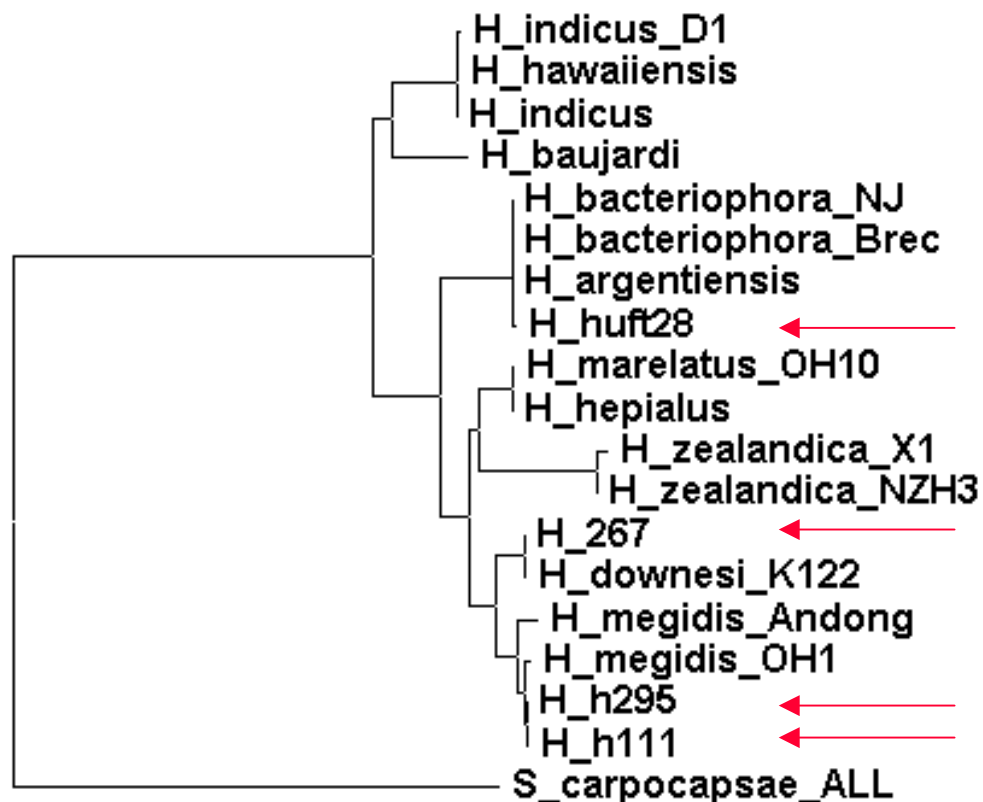 H_indicus_D1
H_hawaiiensis
H_indicus
H_baujardi
H_bacteriophora_NJ
H_bacteriophora_Brec
H_argentiensis
H_huft28
H_marelatus_OH10
H_hepialus
H_zealandica_X1
H_zealandica_NZH3
H_267
H_downesi_K122
H_megidis_Andong
H_megidis_OH1
H_h295
H_h111
S_carpocapsae_ALL